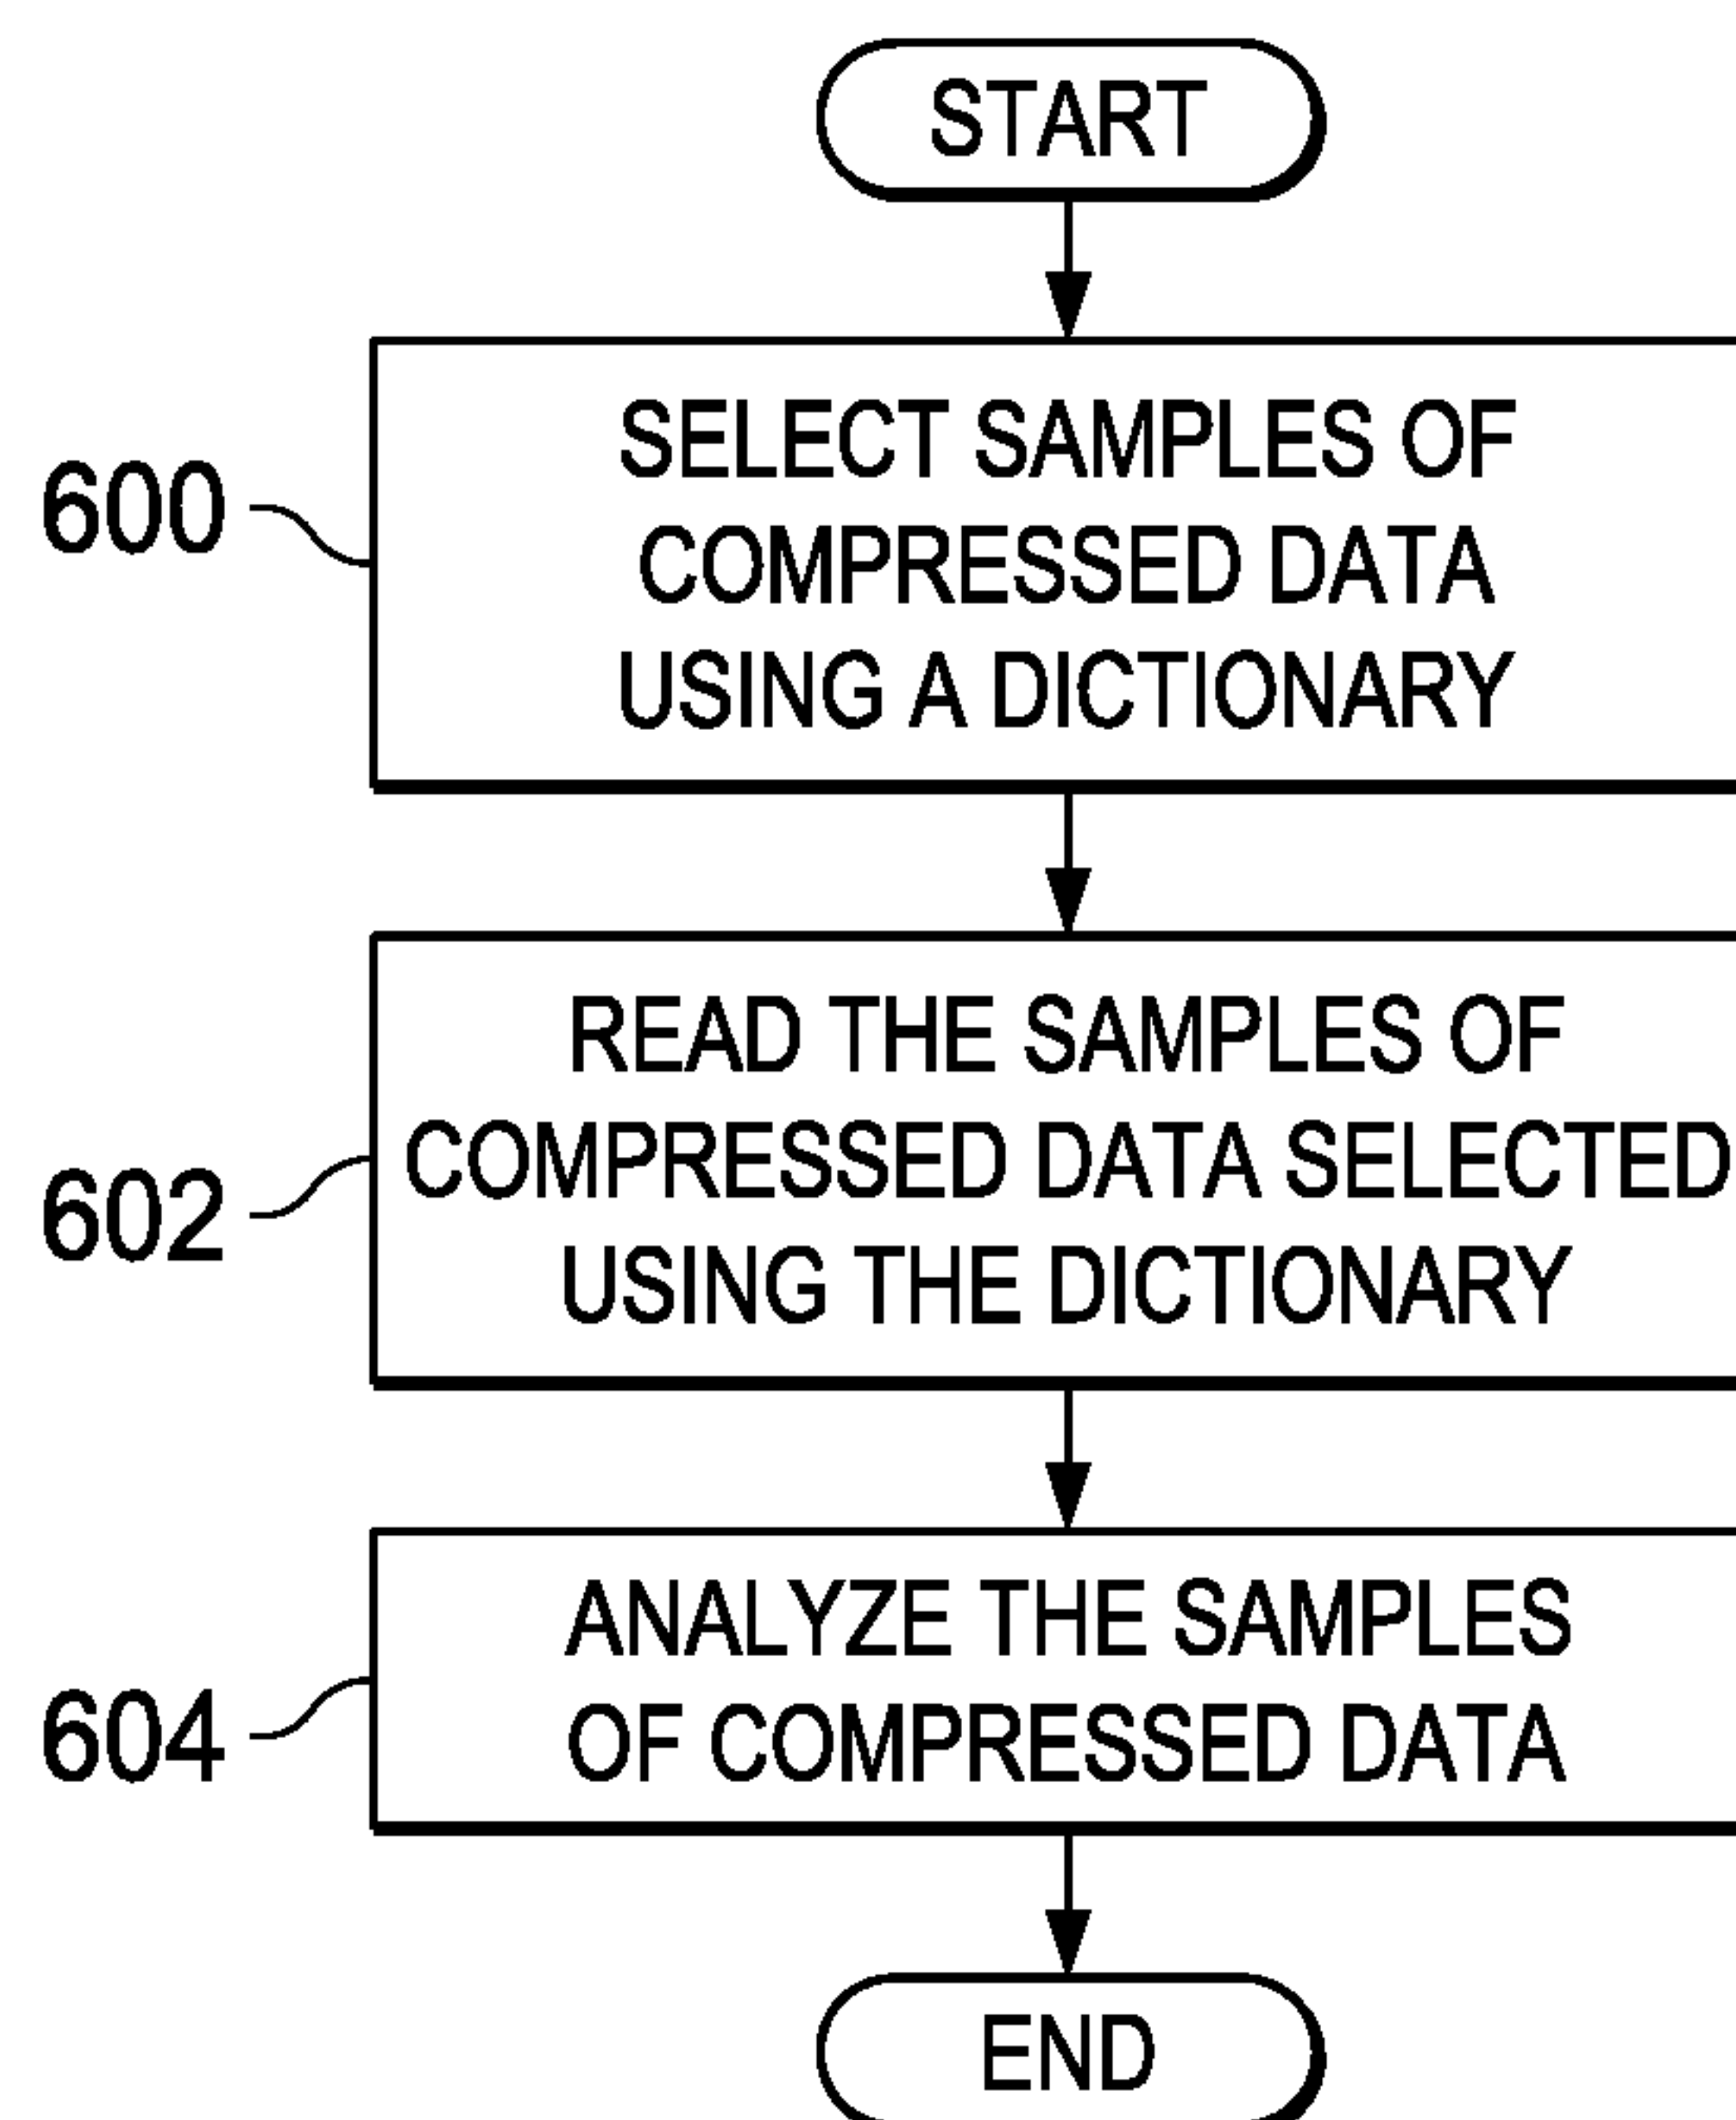 START
600
SELECT SAMPLES OF
COMPRESSED DATA
USING A DICTIONARY
602
READ THE SAMPLES OF
COMPRESSED DATA SELECTED
USING THE DICTIONARY
604
ANALYZE THE SAMPLES
OF COMPRESSED DATA
END